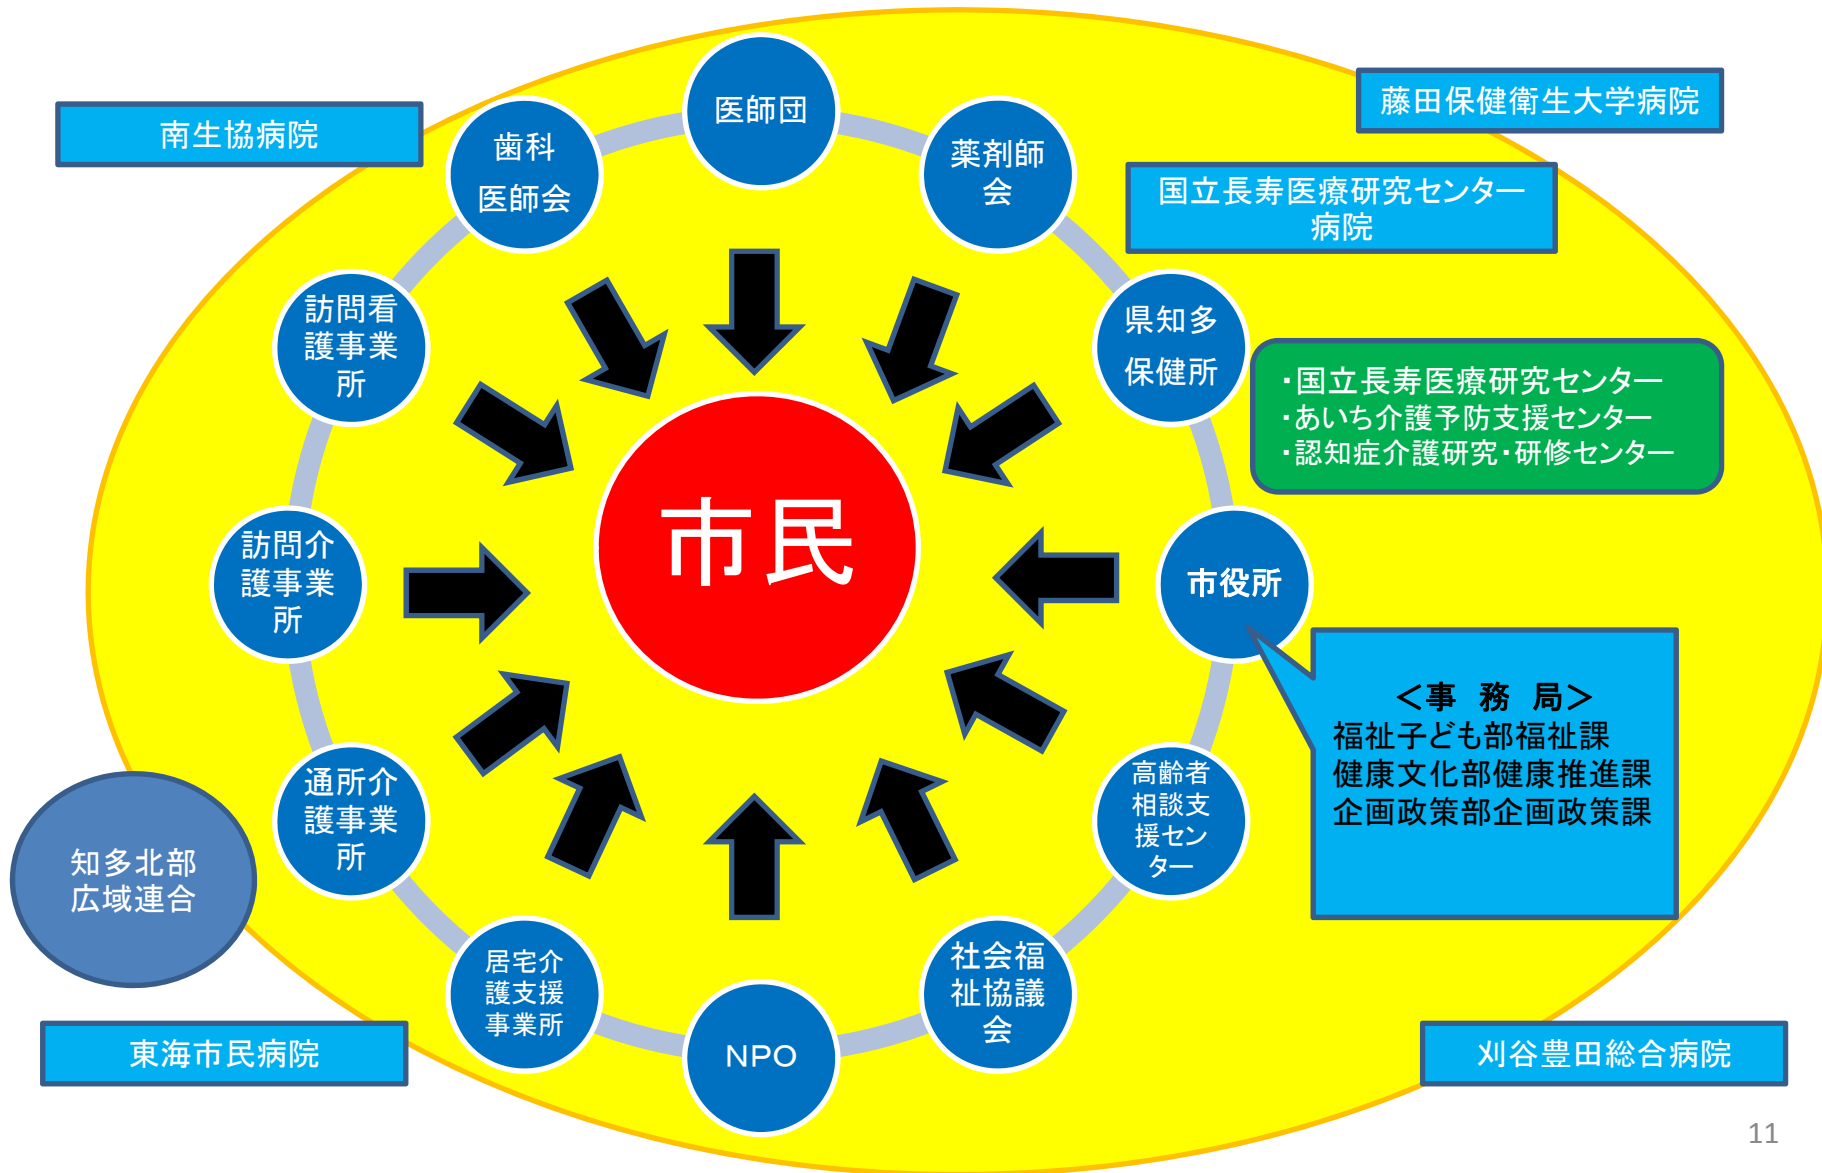 医師団
藤田保健衛生大学病院
南生協病院
歯科
医師会
薬剤師
会
国立長寿医療研究センター
病院
訪問看
護事業
所
県知多
保健所
・国立長寿医療研究センター
・あいち介護予防支援センター
・認知症介護研究・研修センター
市民
訪問介
護事業
所
市役所
＜事　務　局＞
福祉子ども部福祉課
健康文化部健康推進課
企画政策部企画政策課
通所介
護事業
所
高齢者
相談支
援セン
ター
知多北部
広域連合
居宅介
護支援
事業所
社会福
祉協議
会
NPO
東海市民病院
刈谷豊田総合病院
11